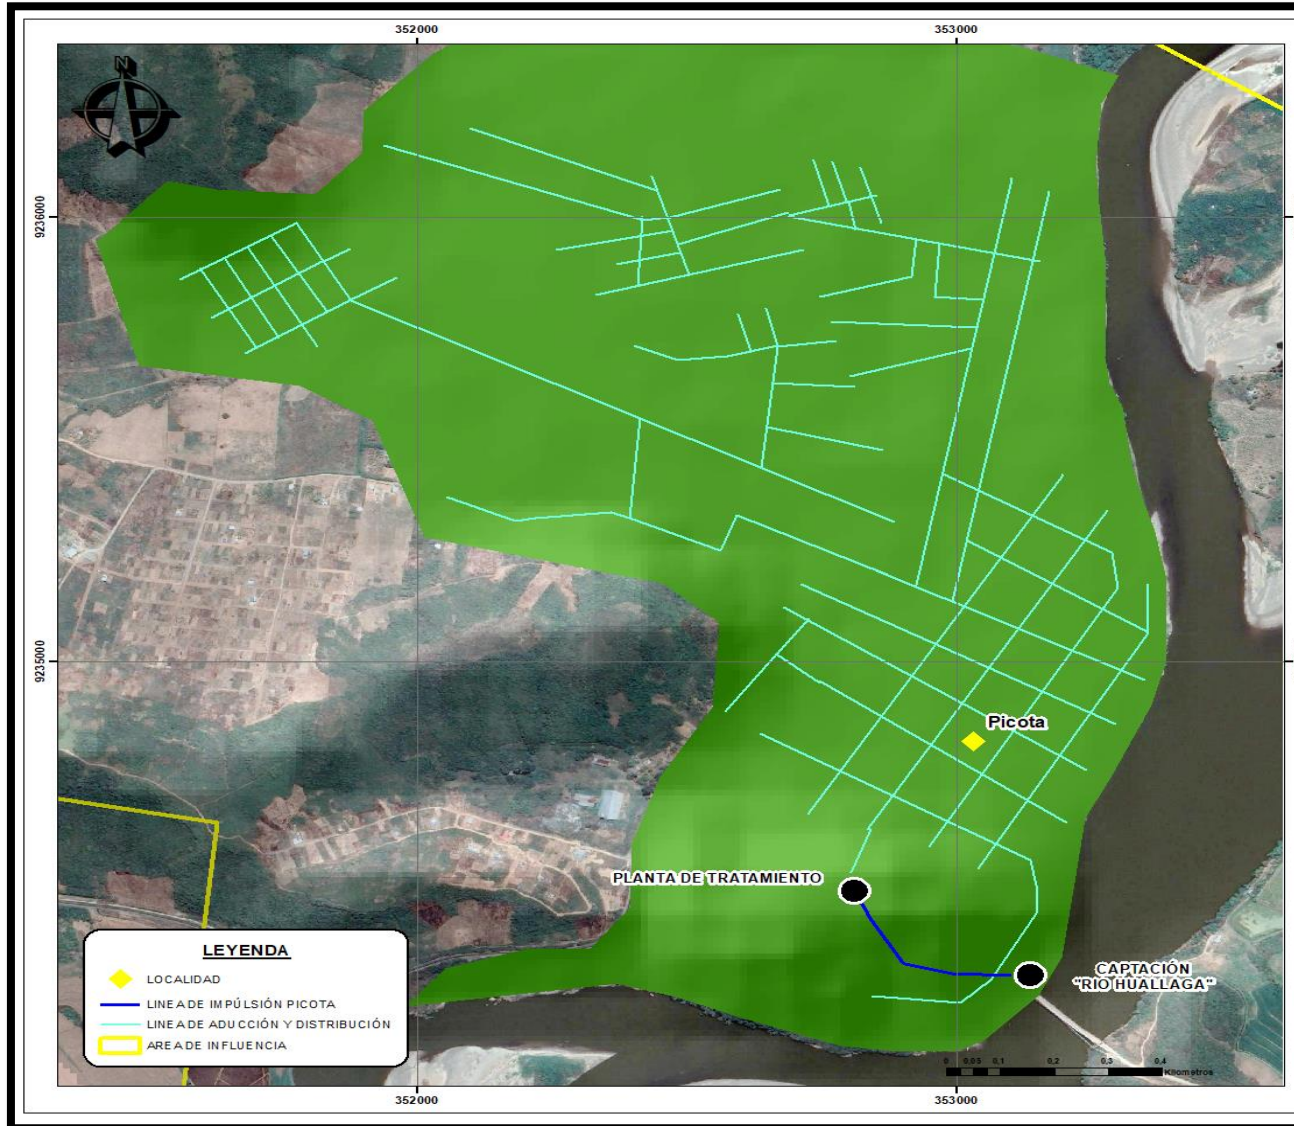 352000
353000
N
9236000
9236000
9235000
Picota
PLANTA DE TRATAMIENTO
CAPTACIÓN
"RIO HUALLAGA"
LEYENDA
LOCALIDAD
LINEA DE IMPÚLSIÓN PICOTA
LINEA DE ADUCCIÓN Y DISTRIBUCIÓN
AREA DE INFLUENCIA
0 0,05 0,1 0,2 0,3 0,4
Kilometros
352000
353000